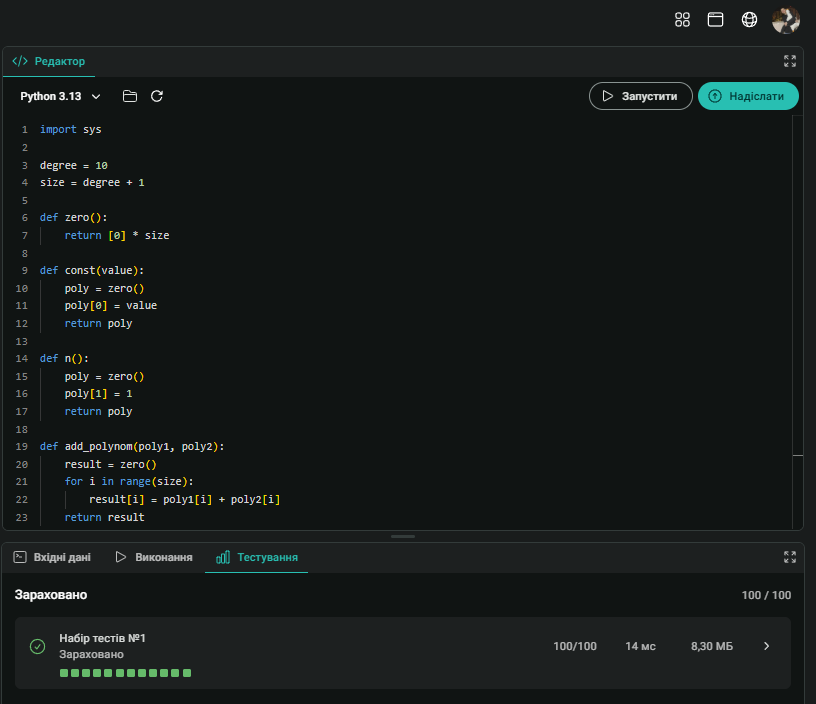 </> Редактор
Python 3.13
Запустити
Надіслати
1 import sys
2
3 degree = 10
4 size = degree + 1
5
6 def zero():
7     return [0] * size
8
9 def const(value):
10     poly = zero()
11     poly[0] = value
12     return poly
13
14 def n():
15     poly = zero()
16     poly[1] = 1
17     return poly
18
19 def add_polynom(poly1, poly2):
20     result = zero()
21     for i in range(size):
22         result[i] = poly1[i] + poly2[i]
23     return result
Вхідні дані Виконання Тестування
Зараховано 100 / 100
Набір тестів №1
Зараховано
100/100 14 мс 8,30 МБ